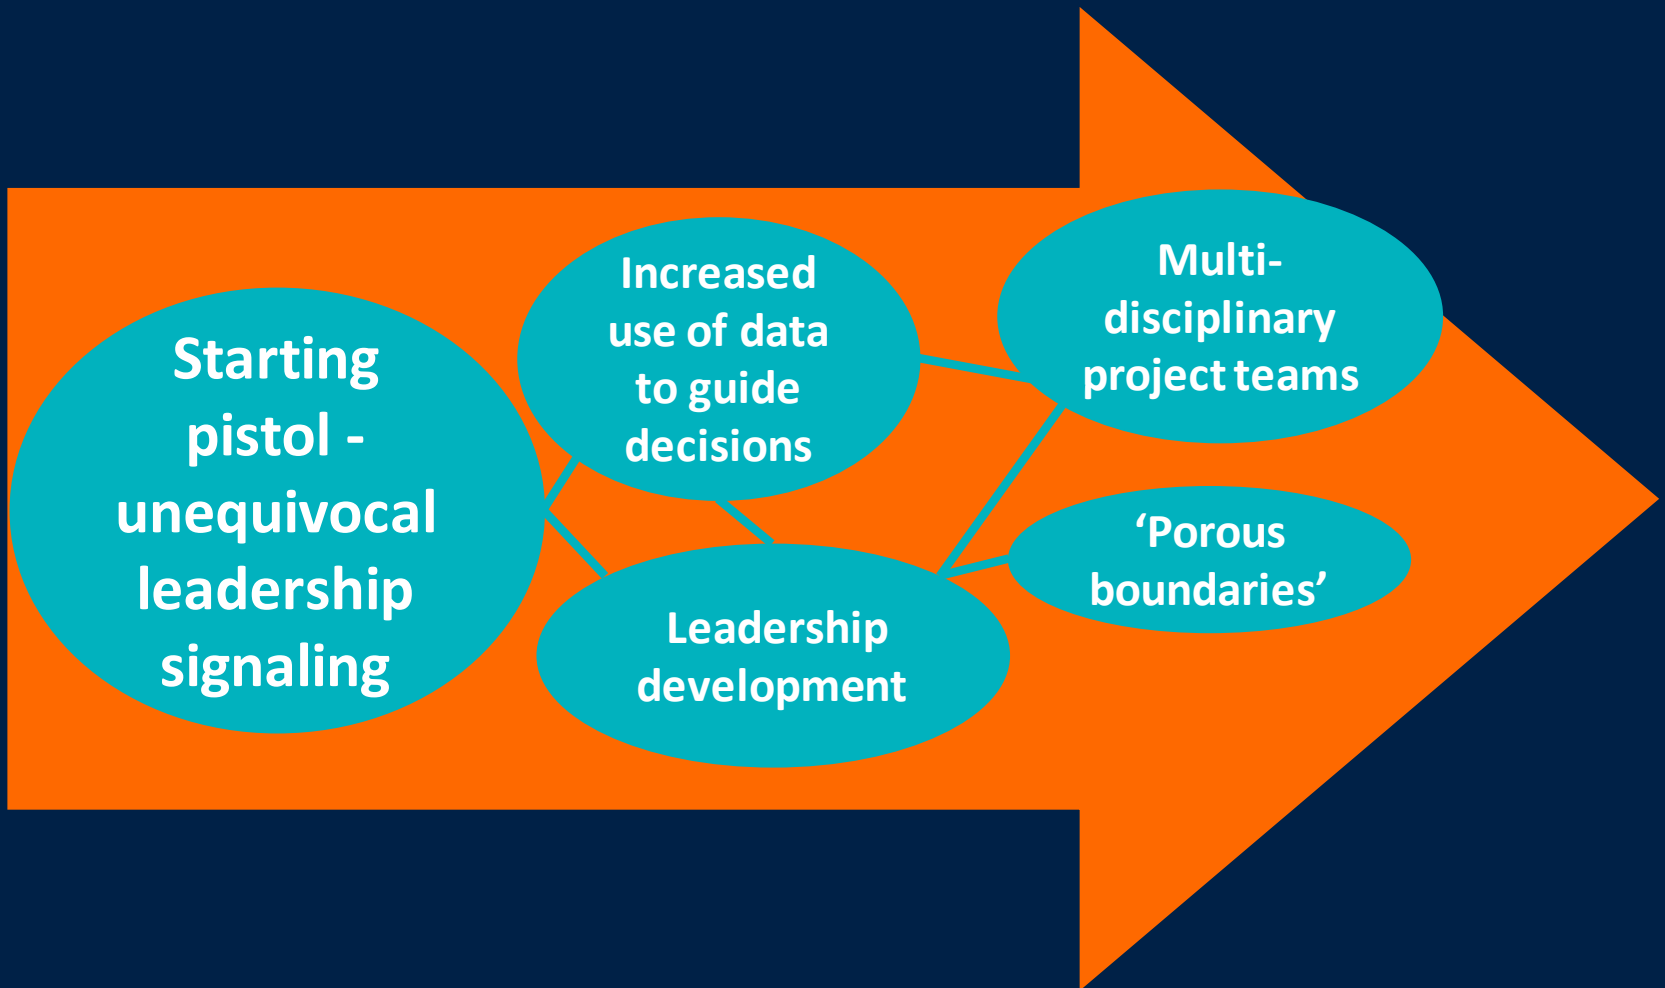 Starting
pistol -
unequivocal
leadership
signaling
Increased
use of data
to guide
decisions
Leadership
development
Multi-
disciplinary
project teams
‘Porous
boundaries’